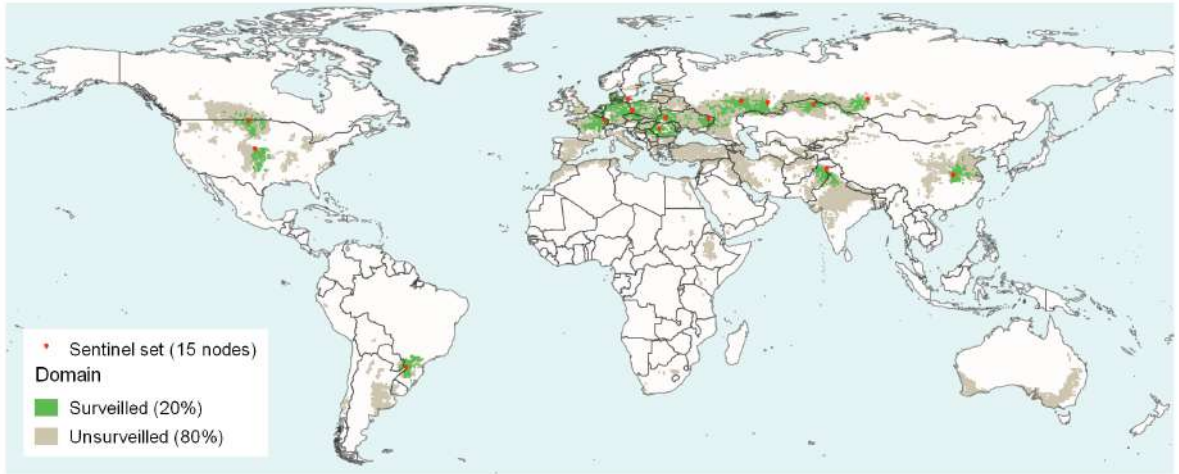 Sentinel set (15 nodes)
Domain
Surveilled (20%)
Unsurveilled (80%)